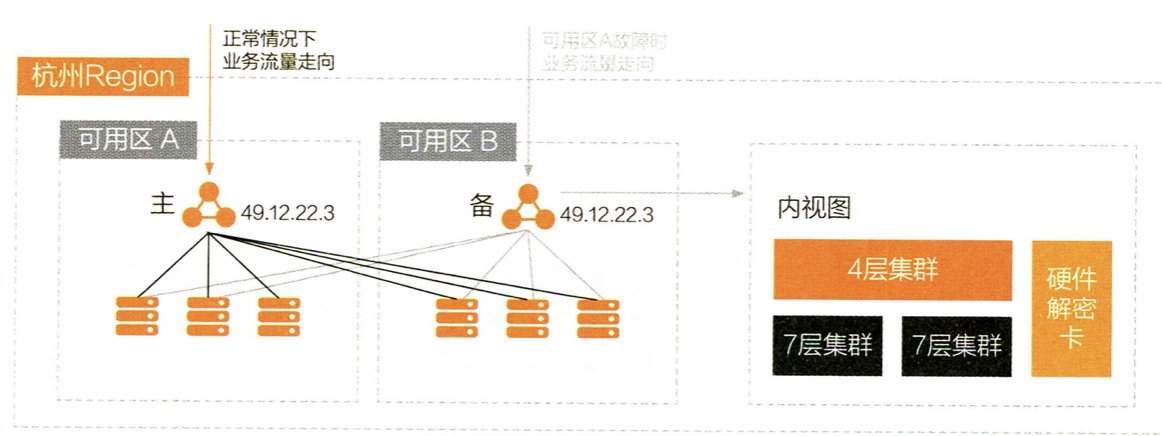 正常情况下
业务流量走向
可用区A故障时
业务流量走向
杭州Region
可用区 A
可用区 B
主
49.12.22.3
备
49.12.22.3
内视图
4层集群
硬件
解密
卡
7层集群
7层集群